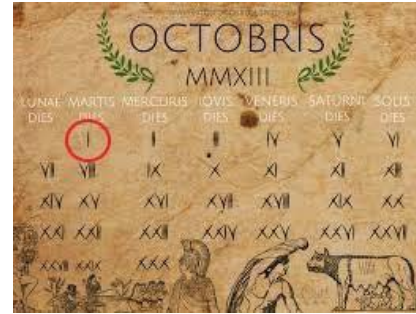 OCTOBRIS
MMXIII
LUNAE MARTIS MERCURIS IOVIS VENERIS SATURNI SOLIS
DIES DIES DIES DIES DIES DIES DIES
I II III IV V VI
VII VIII IX X XI XII XIII
XIV XV XVI XVII XVIII XIX XX
XXI XXII XXIII XXIV XXV XXVI XXVII
XXVIII XXIX XXX